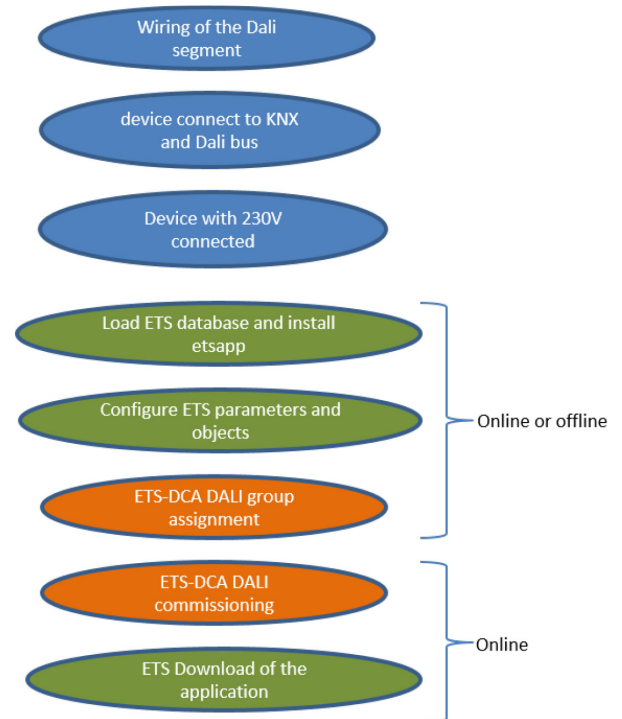 Wiring of the Dali
segment
device connect to KNX
and Dali bus
Device with 230V
connected
Load ETS database and install
etsapp
Configure ETS parameters and
objects
Online or offline
ETS-DCA DALI group
assignment
ETS-DCA DALI
commissioning
Online
ETS Download of the
application